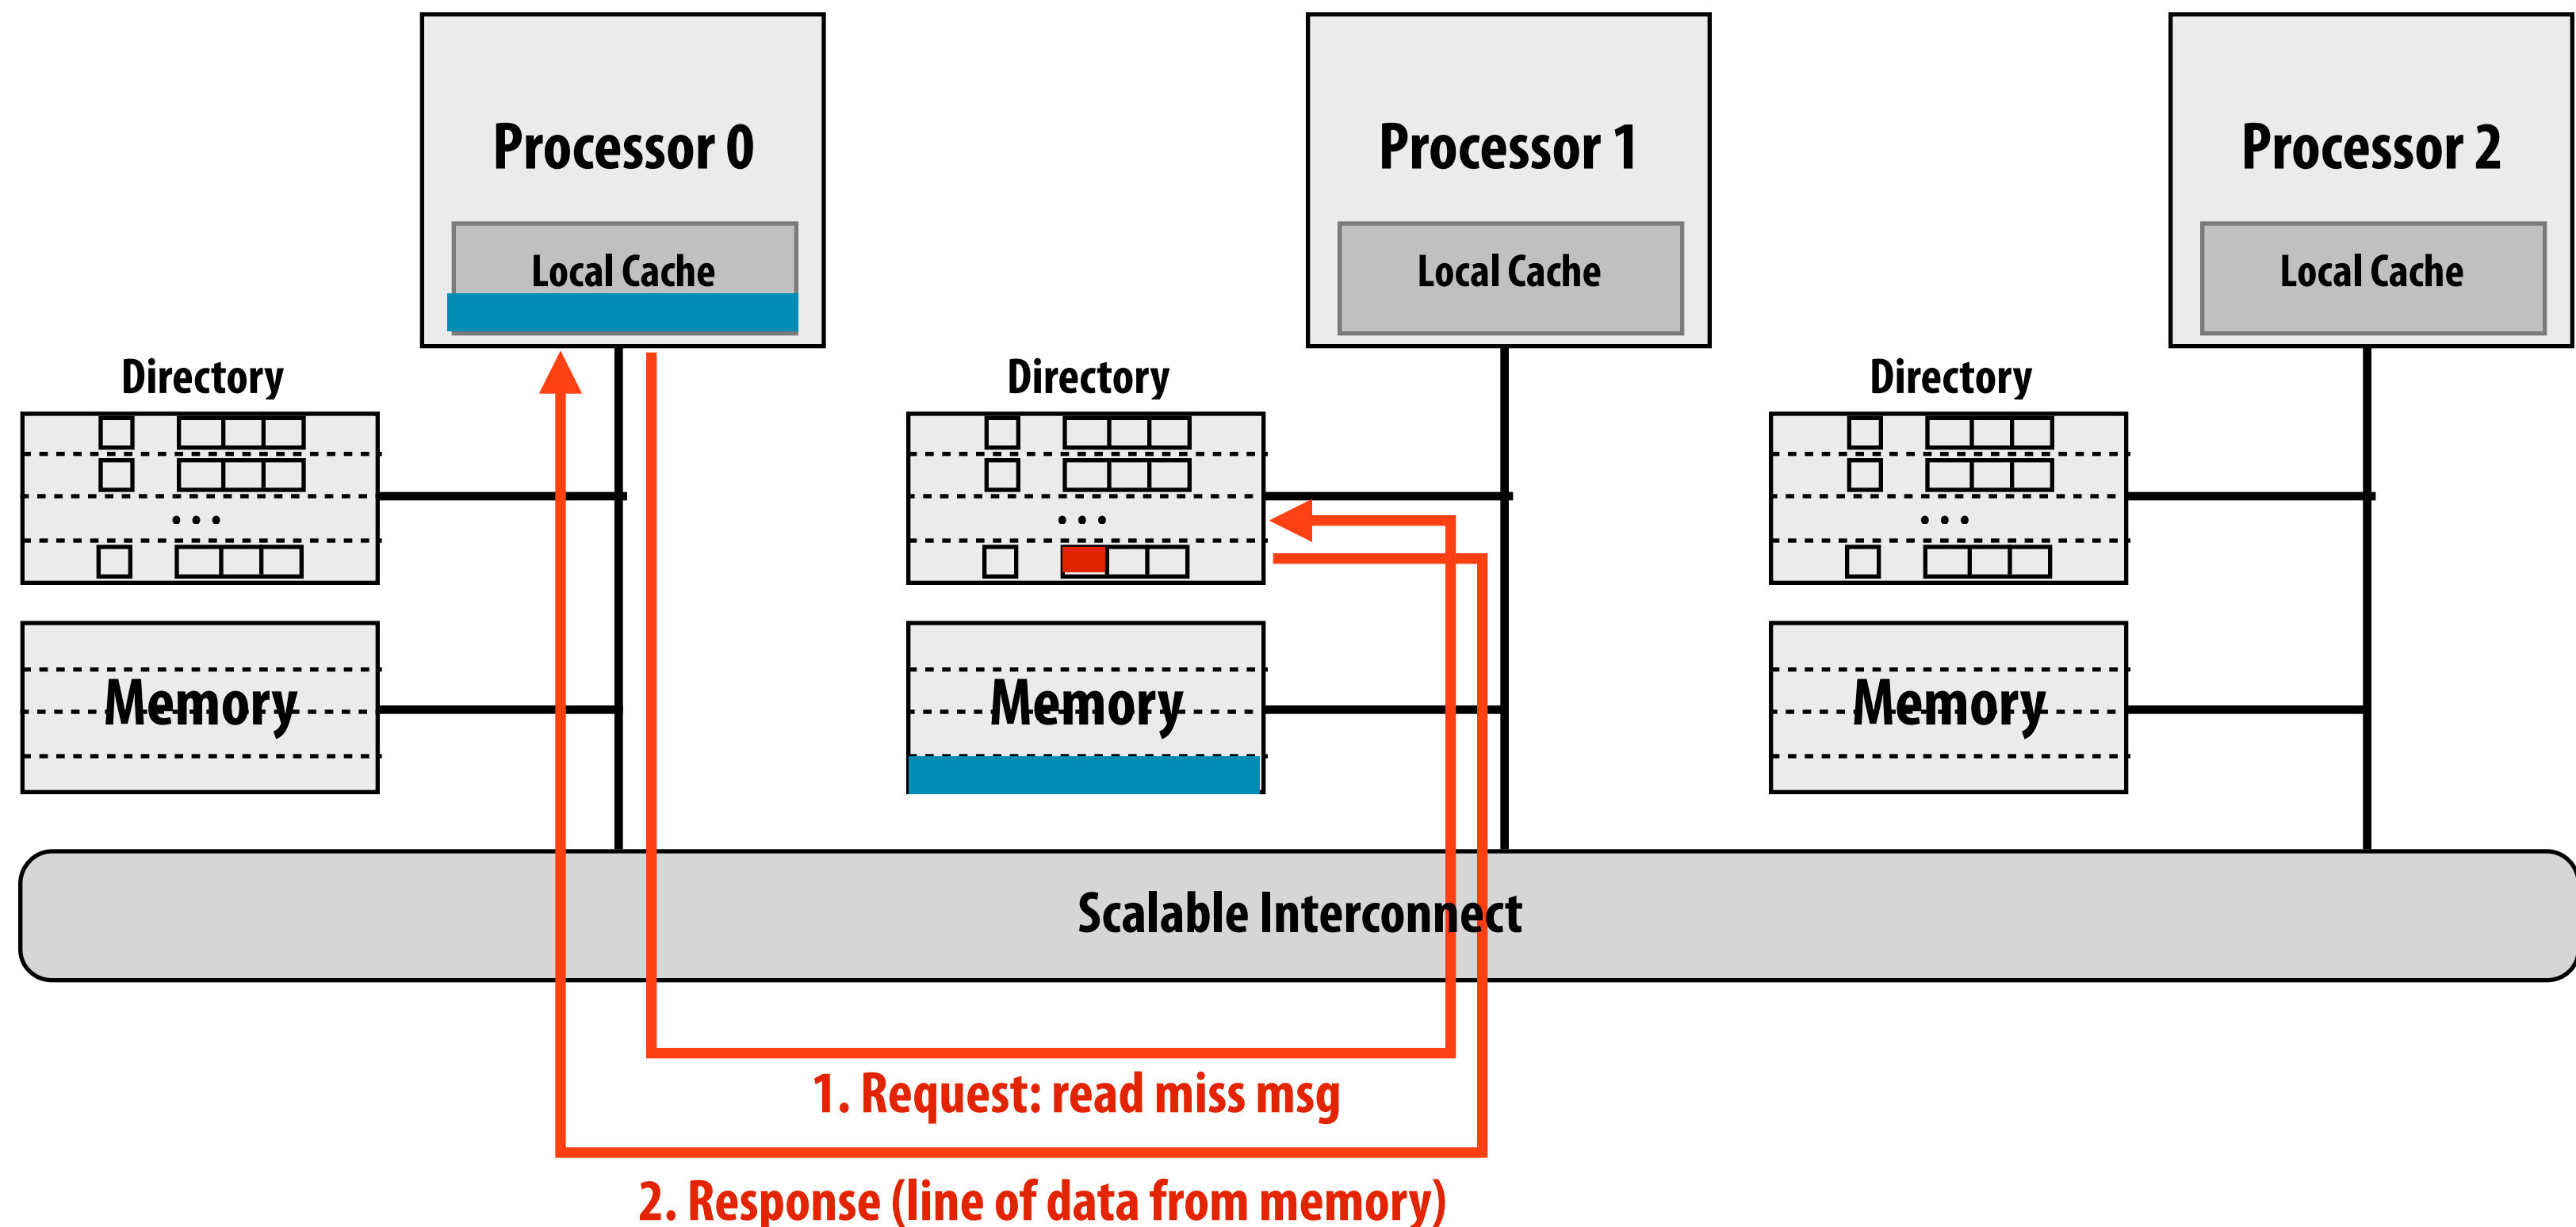 Processor 0
Processor 1
Processor 2
Local Cache
Local Cache
Local Cache
Directory
Directory
Directory
• • •
• • •
• • •
Memory
Memory
Memory
Scalable Interconnect
1. Request: read miss msg
2. Response (line of data from memory)